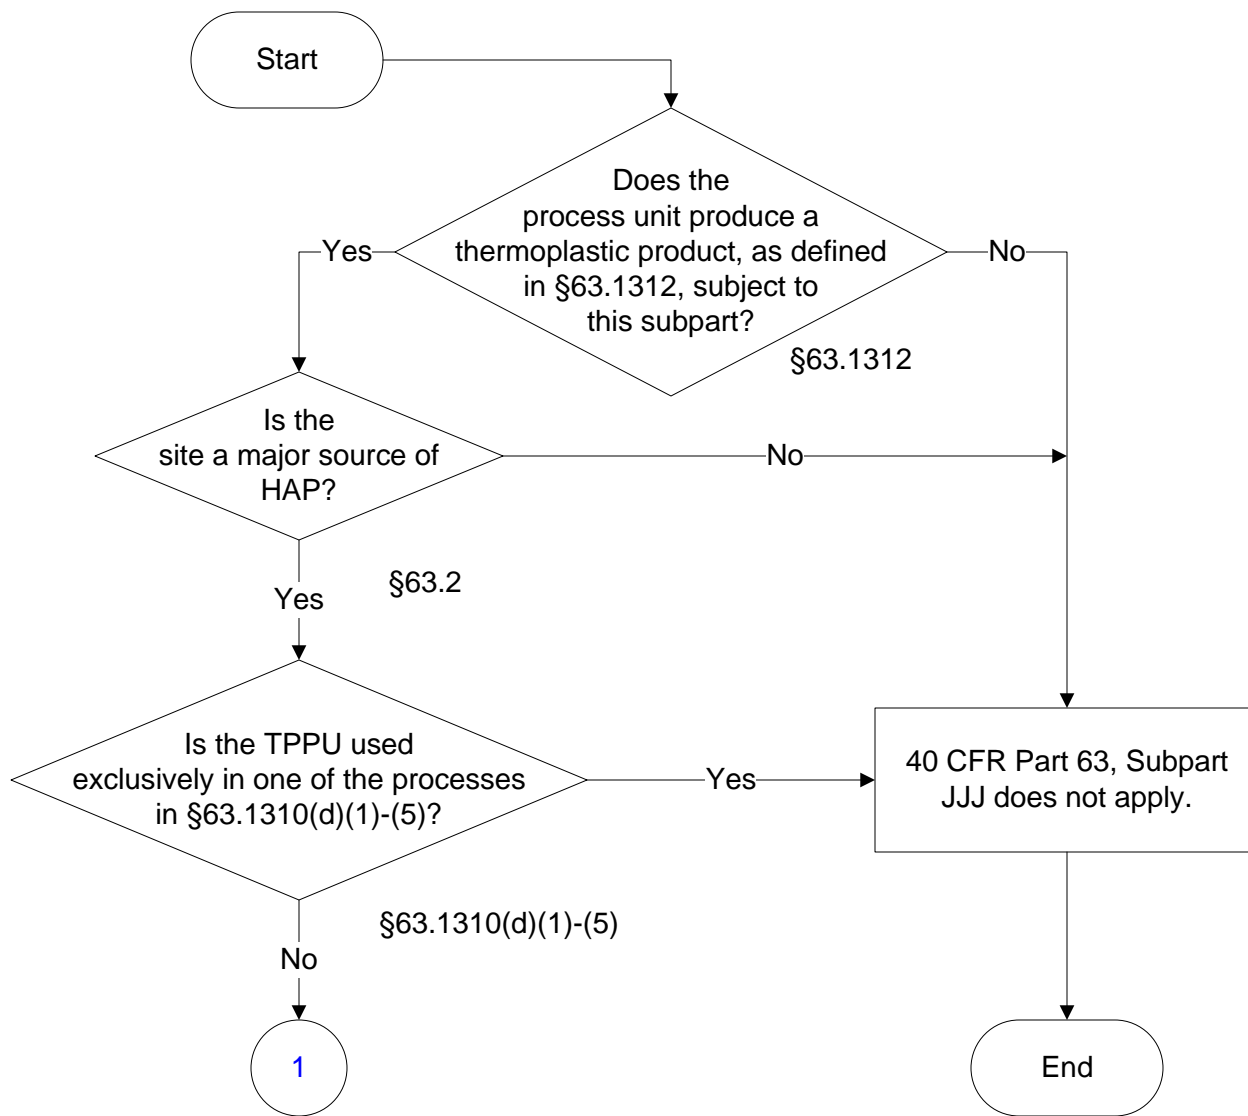 Start
Does the
process unit produce a
thermoplastic product, as defined
in §63.1312, subject to
this subpart?
Yes
No
§63.1312
Is the
site a major source of
HAP?
No
§63.2
Yes
Is the TPPU used
exclusively in one of the processes
in §63.1310(d)(1)-(5)?
Yes
40 CFR Part 63, Subpart
JJJ does not apply.
§63.1310(d)(1)-(5)
No
1
End